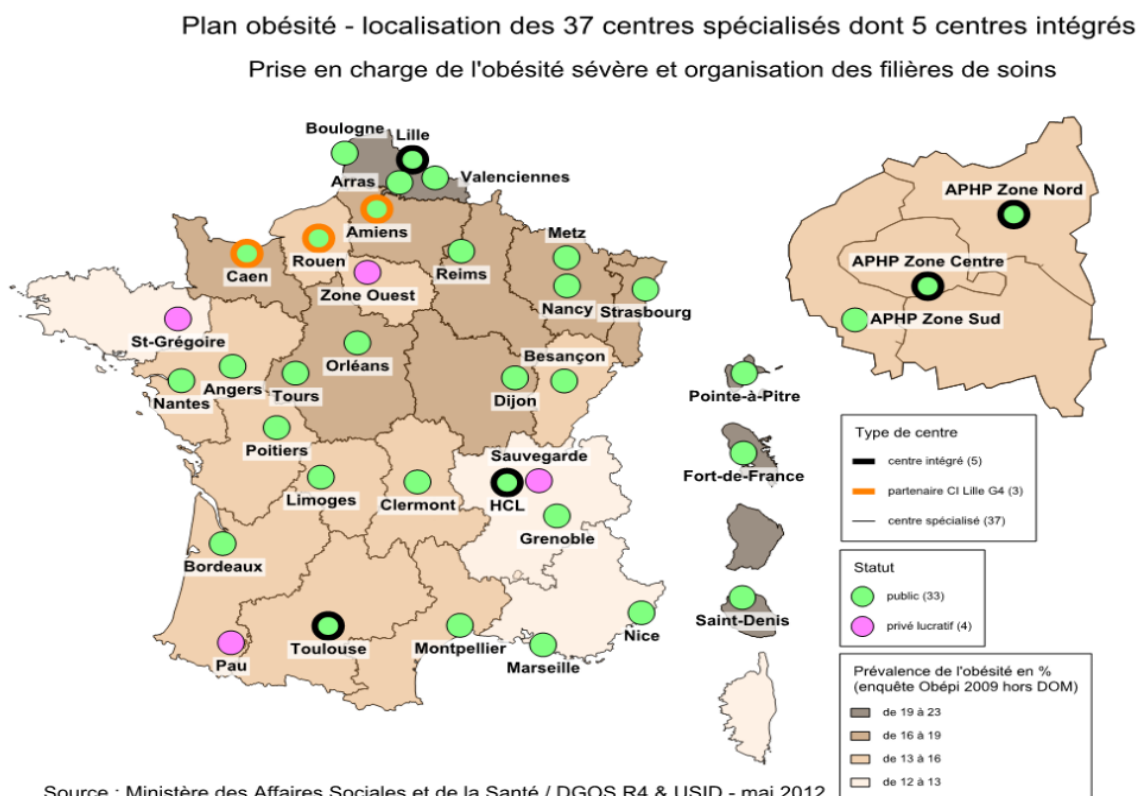 Plan obésité - localisation des 37 centres spécialisés dont 5 centres intégrés
Prise en charge de l'obésité sévère et organisation des filières de soins
Boulogne
Lille
Arras
Valenciennes
Amiens
Rouen
Caen
Zone Ouest
Reims
Metz
Nancy
Strasbourg
St-Grégoire
Orléans
Besançon
Angers
Nantes
Tours
Dijon
Poitiers
Sauvegarde
Limoges
Clermont
HCL
Grenoble
Bordeaux
Toulouse
Montpellier
Nice
Pau
Marseille
APHP Zone Nord
APHP Zone Centre
APHP Zone Sud
Pointe-à-Pitre
Fort-de-France
Saint-Denis
Type de centre
centre intégré (5)
partenaire CI Lille G4 (3)
centre spécialisé (37)
Statut
public (33)
privé lucratif (4)
Prévalence de l'obésité en %
(enquête Obépi 2009 hors DOM)
de 19 à 23
de 16 à 19
de 13 à 16
de 12 à 13
Source : Ministère des Affaires Sociales et de la Santé / DGOS R4 & USID - mai 2012